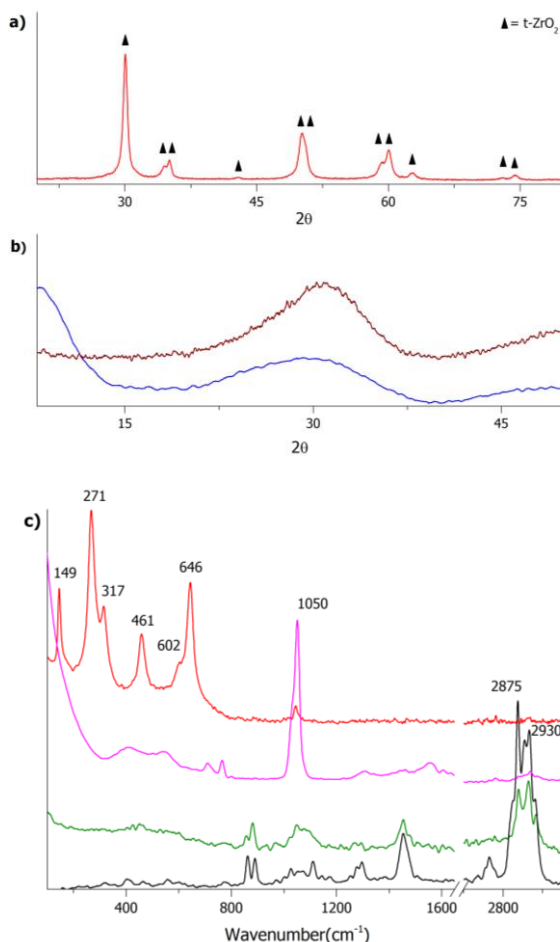 a)
▲ = t-ZrO2
30 45 60 75
2θ
b)
15 30 45
2θ
c)
271
149
317
461
602
646
1050
2875
2930
400 800 1200 1600 2800
Wavenumber(cm-1)